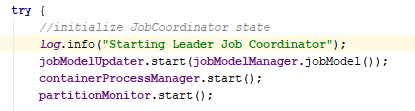 try {
//initialize JobCoordinator state
log.info("Starting Leader Job Coordinator");
jobModelUpdater.start(jobModelManager.jobModel());
containerProcessManager.start();
partitionMonitor.start();